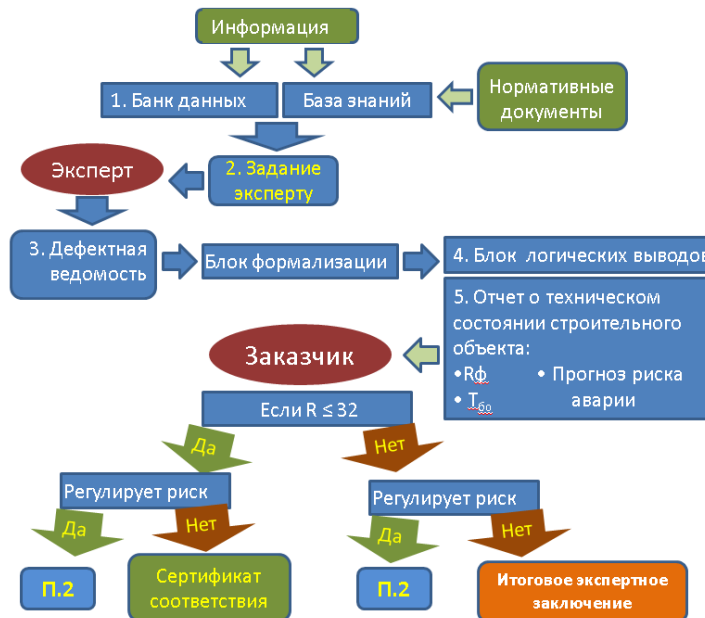 Информация
1. Банк данных
База знаний
Нормативные
документы
Эксперт
2. Задание
эксперту
3. Дефектная
ведомость
Блок формализации
4. Блок логических выводов
5. Отчет о техническом
состоянии строительного
объекта:
•Rф • Прогноз риска
• Тбо аварии
Заказчик
Если R ≤ 32
Да
Нет
Регулирует риск
Регулирует риск
Да
Нет
Да
Нет
П.2
Сертификат
соответствия
П.2
Итоговое экспертное
заключение